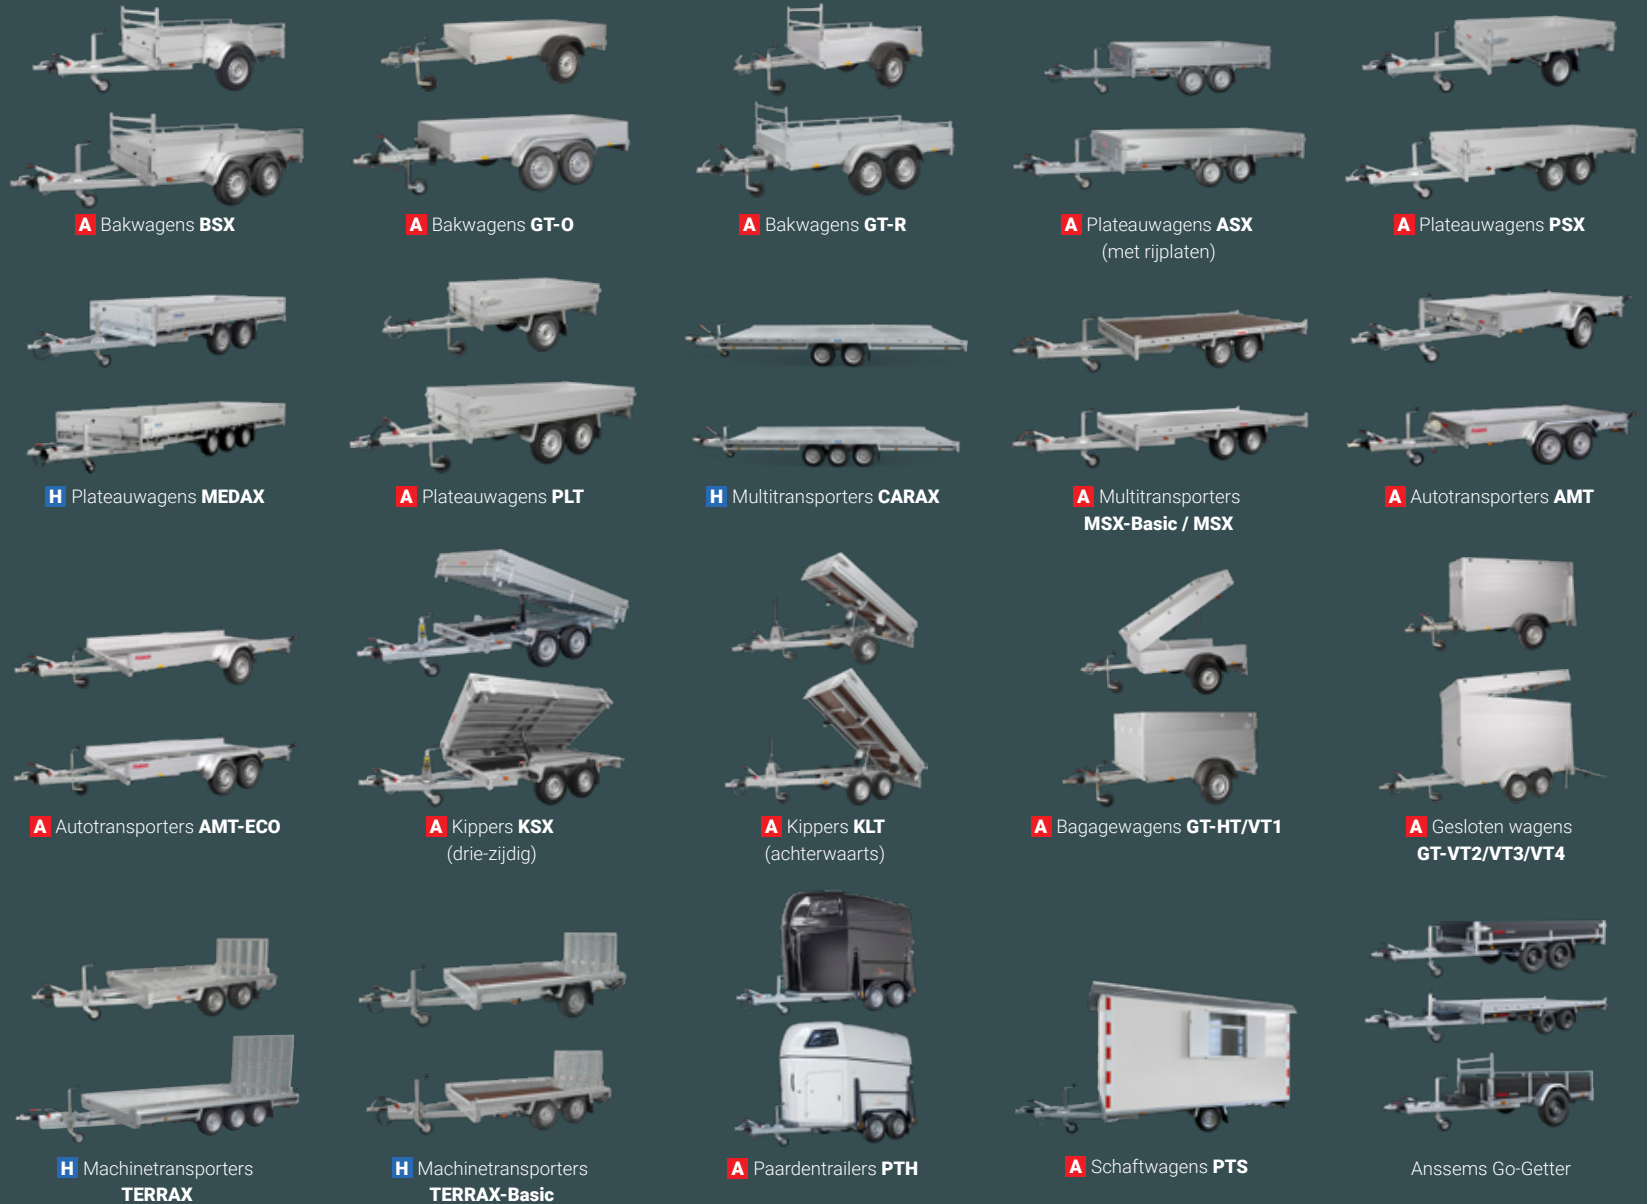 A Bakwagens BSX
A Bakwagens GT-O
A Bakwagens GT-R
A Plateauwagens ASX
(met rijplaten)
A Plateauwagens PSX
H Plateauwagens MEDAX
A Plateauwagens PLT
H Multitransporters CARAX
A Multitransporters
MSX-Basic / MSX
A Autotransporters AMT
A Autotransporters AMT-ECO
A Kippers KSX
(drie-zijdig)
A Kippers KLT
(achterwaarts)
A Bagagewagens GT-HT/VT1
A Gesloten wagens
GT-VT2/VT3/VT4
H Machinetransporters
TERRAX
H Machinetransporters
TERRAX-Basic
A Paardentrailers PTH
A Schaftwagens PTS
Anssems Go-Getter